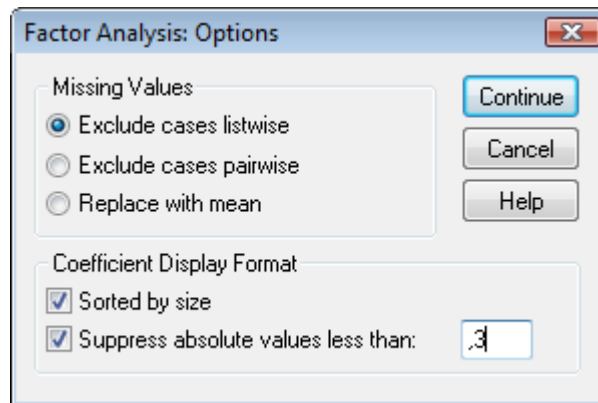 Factor Analysis: Options
Missing Values
Exclude cases listwise
Exclude cases pairwise
Replace with mean
Continue
Cancel
Help
Coefficient Display Format
Sorted by size
Suppress absolute values less than: ,3